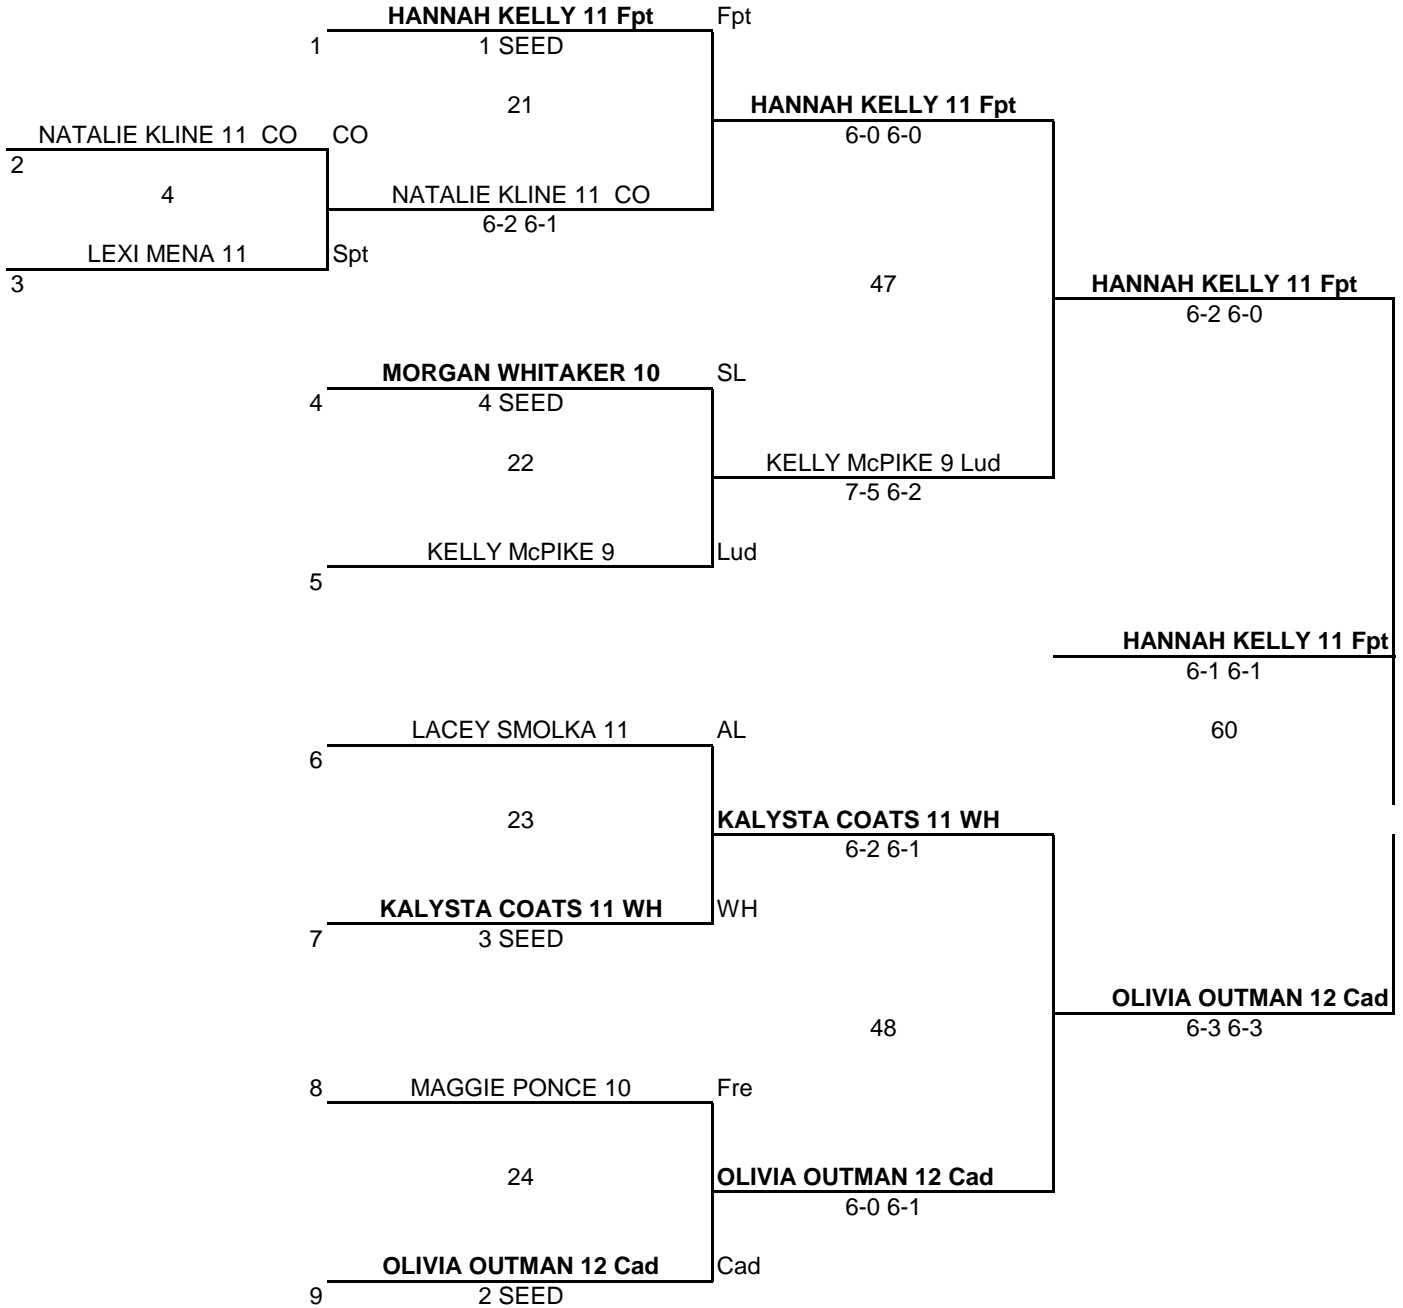 HANNAH KELLY 11 Fpt Fpt
1 1 SEED
21 HANNAH KELLY 11 Fpt
NATALIE KLINE 11 CO CO 6-0 6-0
2
4 NATALIE KLINE 11 CO
6-2 6-1
LEXI MENA 11 Spt
3 47 HANNAH KELLY 11 Fpt
6-2 6-0
MORGAN WHITAKER 10 SL
4 4 SEED
22 KELLY McPIKE 9 Lud
7-5 6-2
KELLY McPIKE 9 Lud
5
HANNAH KELLY 11 Fpt
6-1 6-1
LACEY SMOLKA 11 AL 60
6
23 KALYSTA COATS 11 WH
6-2 6-1
KALYSTA COATS 11 WH WH
7 3 SEED
OLIVIA OUTMAN 12 Cad
48 6-3 6-3
8 MAGGIE PONCE 10 Fre
24 OLIVIA OUTMAN 12 Cad
6-0 6-1
OLIVIA OUTMAN 12 Cad Cad
9 2 SEED